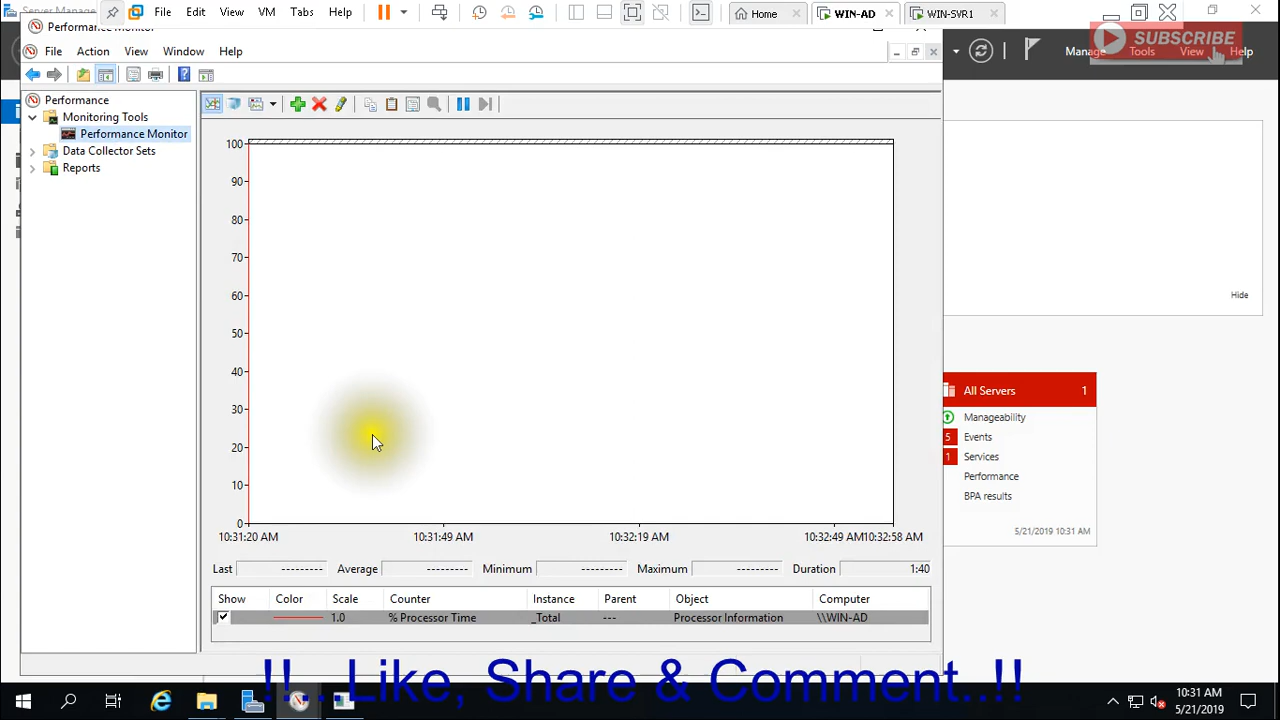 Server Manage
File Edit View VM Tabs Help
Home
WIN-AD
WIN-SVR1
SUBSCRIBE
Manage Tools View Help
File Action View Window Help
Performance
Monitoring Tools
Performance Monitor
Data Collector Sets
Reports
100
90
80
70
60
50
40
30
20
10
0
10:31:20 AM 10:31:49 AM 10:32:19 AM 10:32:49 AM 10:32:58 AM
Last --------- Average --------- Minimum --------- Maximum --------- Duration 1:40
Show Color Scale Counter Instance Parent Object Computer
1.0 % Processor Time _Total --- Processor Information \\WIN-AD
Hide
All Servers 1
Manageability
5 Events
1 Services
Performance
BPA results
5/21/2019 10:31 AM
!!...Like, Share & Comment..!!
10:31 AM
5/21/2019